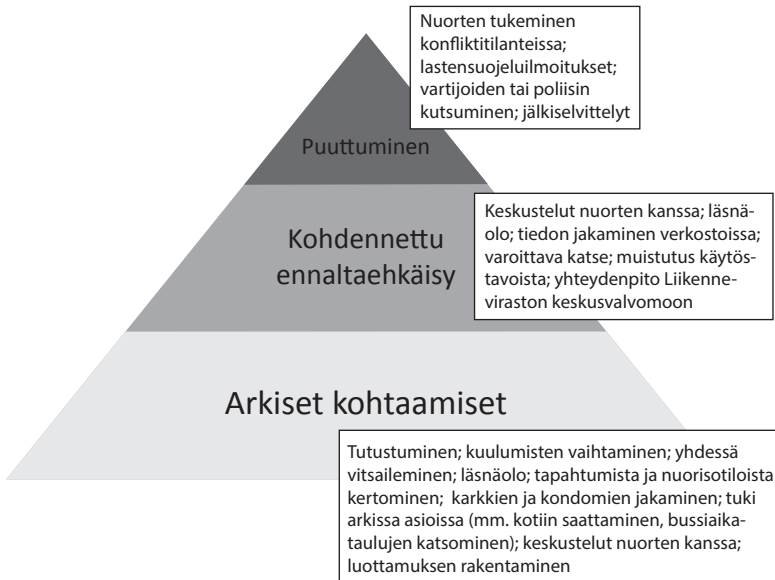 Nuorten tukeminen
konfliktitilanteissa;
lastensuojeluilmoitukset;
vartijoiden tai poliisin
kutsuminen; jälkiselvittelyt
Puuttuminen
Keskustelut nuorten kanssa; läsnä-
olo; tiedon jakaminen verkostoissa;
varoittava katse; muistutus käytös-
tavoista; yhteydenpito Liikenne-
viraston keskusvalvomoon
Kohdennettu
ennaltaehkäisy
Arkiset kohtaamiset
Tutustuminen; kuulumisten vaihtaminen; yhdessä
vitsaileminen; läsnäolo; tapahtumista ja nuorisotiloista
kertominen; karkkien ja kondomien jakaminen; tuki
arkissa asioissa (mm. kotiin saattaminen, bussiaika-
taulujen katsominen); keskustelut nuorten kanssa;
luottamuksen rakentaminen